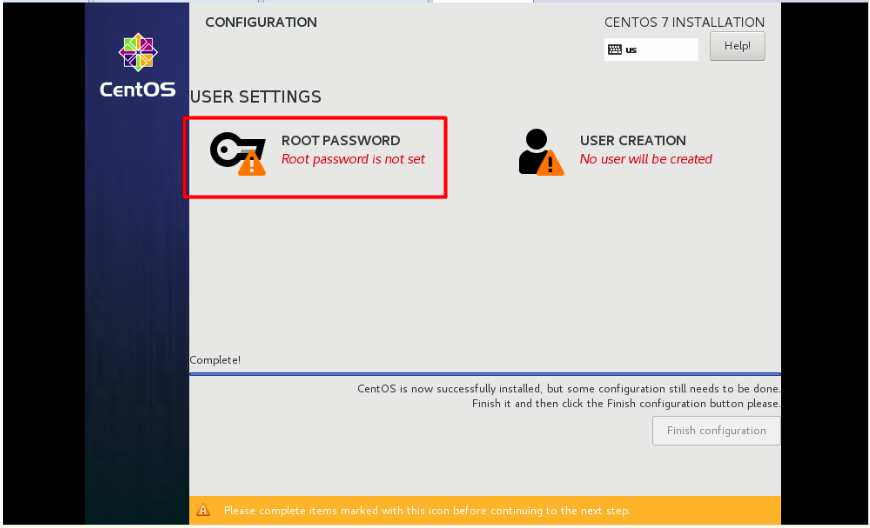 CentOS
CONFIGURATION
CENTOS 7 INSTALLATION
us
Help!
USER SETTINGS
ROOT PASSWORD
Root password is not set
USER CREATION
No user will be created
Complete!
CentOS is now successfully installed, but some configuration still needs to be done.
Finish it and then click the Finish configuration button please.
Finish configuration
Please complete items marked with this icon before continuing to the next step.